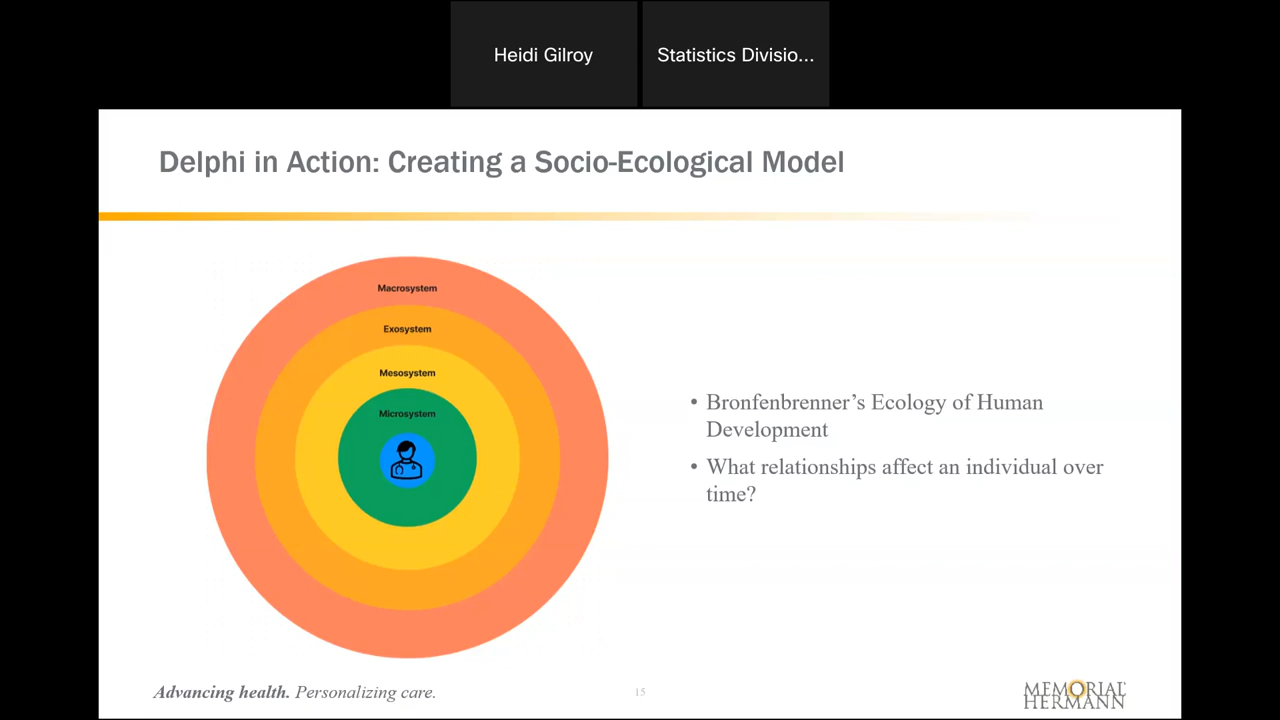 Heidi Gilroy
Statistics Divisio...
Delphi in Action: Creating a Socio-Ecological Model
Macrosystem
Exosystem
Mesosystem
Microsystem
• Bronfenbrenner’s Ecology of Human
Development
• What relationships affect an individual over
time?
Advancing health. Personalizing care.
15
MEMORIAL
HERMANN